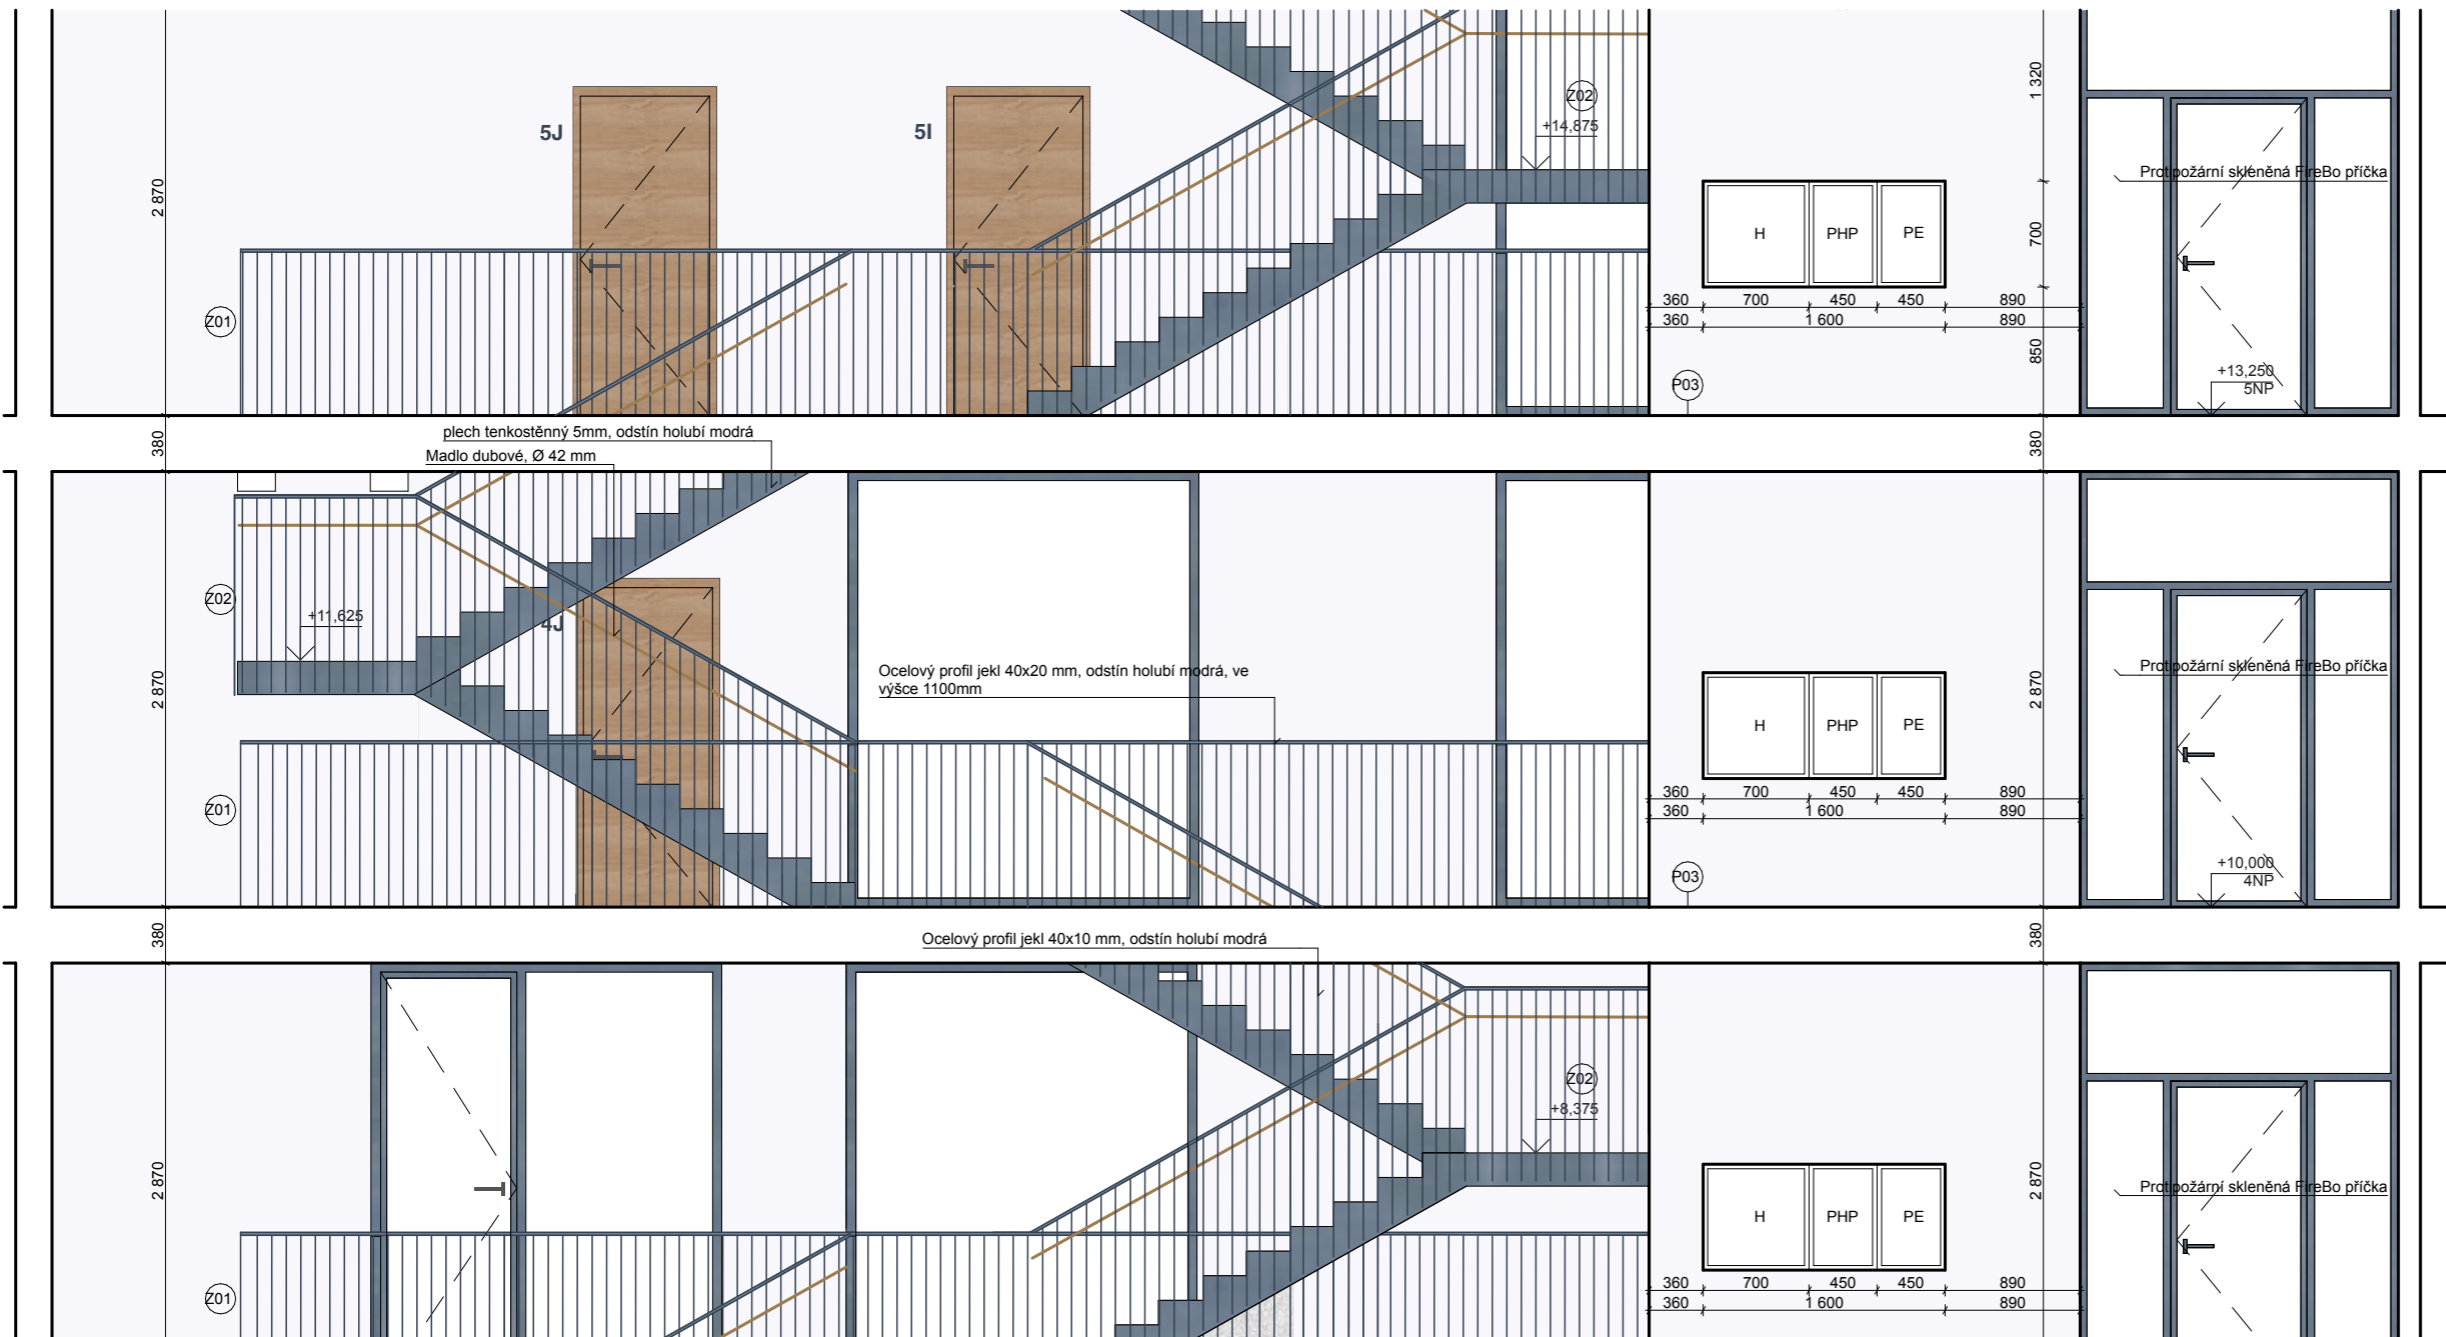 1 320
Z02
+14,875
5J
5I
Protipožární skleněná FireBo příčka
2 870
H
PHP
PE
700
360
700
450
450
890
360
1 600
890
Z01
850
+13,250
5NP
P03
380
plech tenkostěnný 5mm, odstín holubí modrá
Madlo dubové, Ø 42 mm
380
Z02
+11,625
4J
Ocelový profil jekl 40x20 mm, odstín holubí modrá, ve
výšce 1100mm
Protipožární skleněná FireBo příčka
2 870
2 870
H
PHP
PE
360
700
450
450
890
360
1 600
890
Z01
+10,000
4NP
P03
380
Ocelový profil jekl 40x10 mm, odstín holubí modrá
380
Z02
+8,375
2 870
2 870
Protipožární skleněná FireBo příčka
H
PHP
PE
360
700
450
450
890
360
1 600
890
Z01